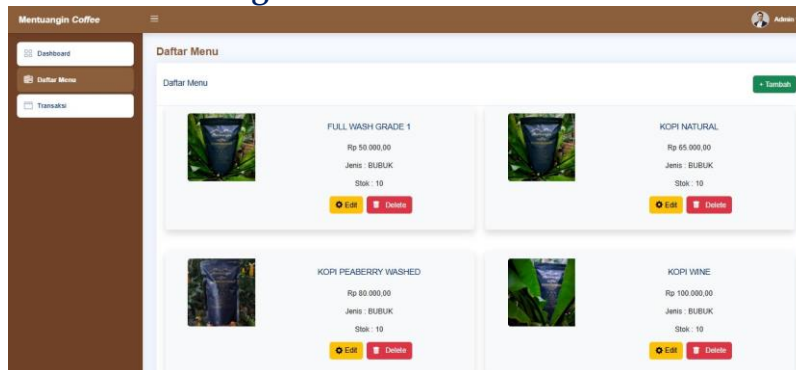 Mentuangin Coffee
Admin
Dashboard
Daftar Menu
Transaksi
Daftar Menu
Daftar Menu
+ Tambah
FULL WASH GRADE 1
Rp 50.000,00
Jenis : BUBUK
Stok : 10
Edit Delete
KOPI NATURAL
Rp 65.000,00
Jenis : BUBUK
Stok : 10
Edit Delete
KOPI PEABERRY WASHED
Rp 80.000,00
Jenis : BUBUK
Stok : 10
Edit Delete
KOPI WINE
Rp 100.000,00
Jenis : BUBUK
Stok : 10
Edit Delete